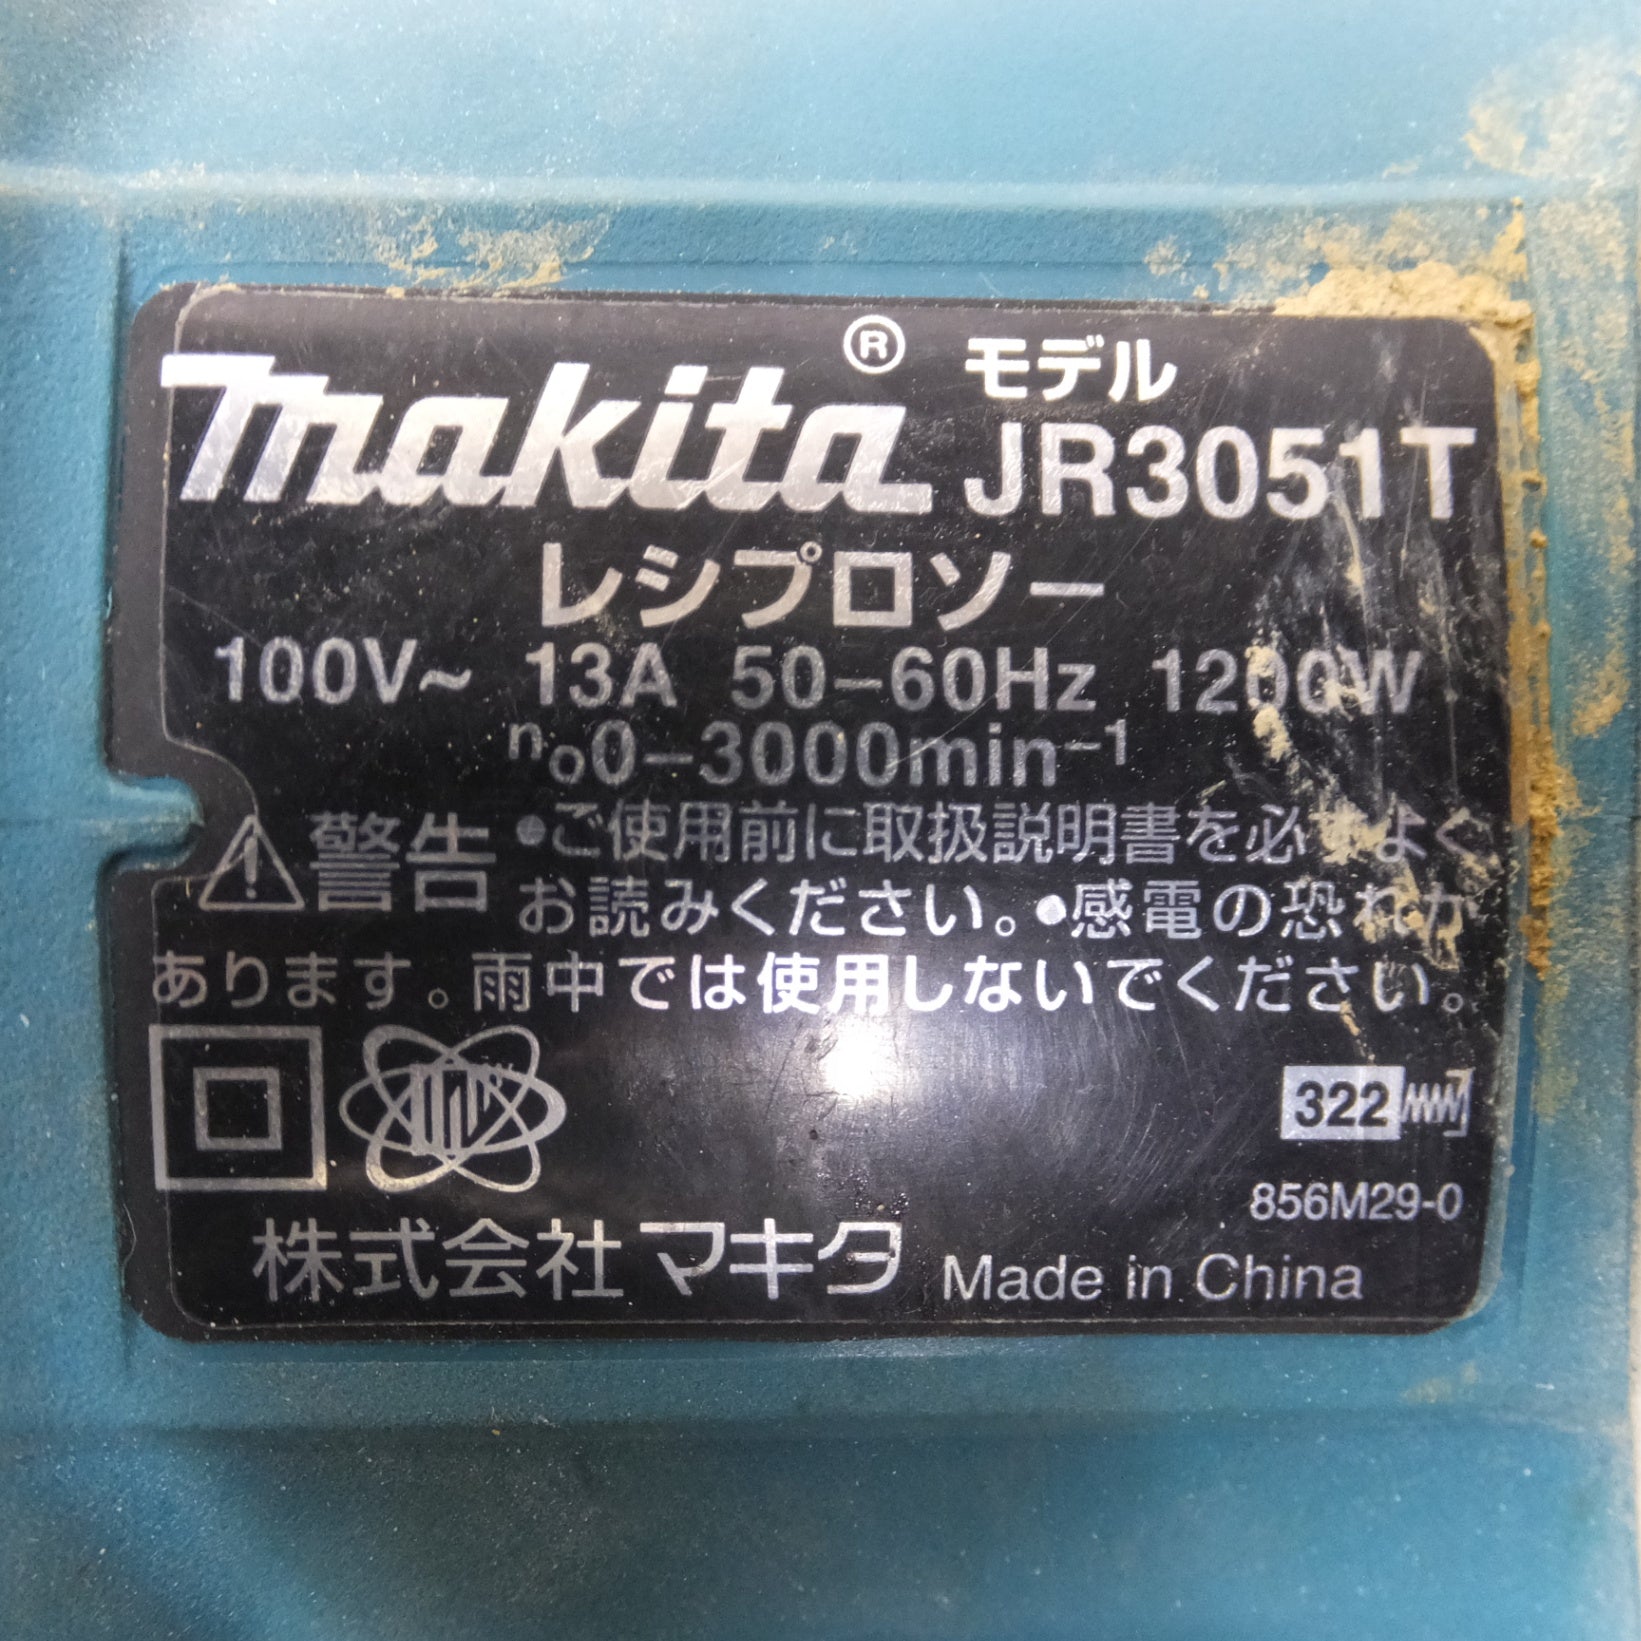 makita® モデル
JR3051T
レシプロソー
100V~ 13A 50-60Hz 1200W
no0-3000min-1
警告 ●ご使用前に取扱説明書を必 よく
お読みください。●感電の恐れが
あります。雨中では使用しないでください。
322
856M29-0
株式会社マキタ Made in China